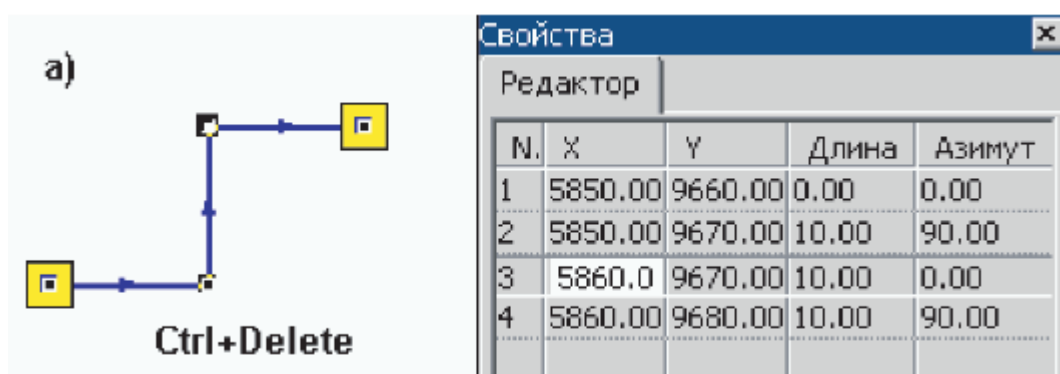 а)
Ctrl+Delete
Свойства
Редактор
N. X Y Длина Азимут
1 5850.00 9660.00 0.00 0.00
2 5850.00 9670.00 10.00 90.00
3 5860.0 9670.00 10.00 0.00
4 5860.00 9680.00 10.00 90.00